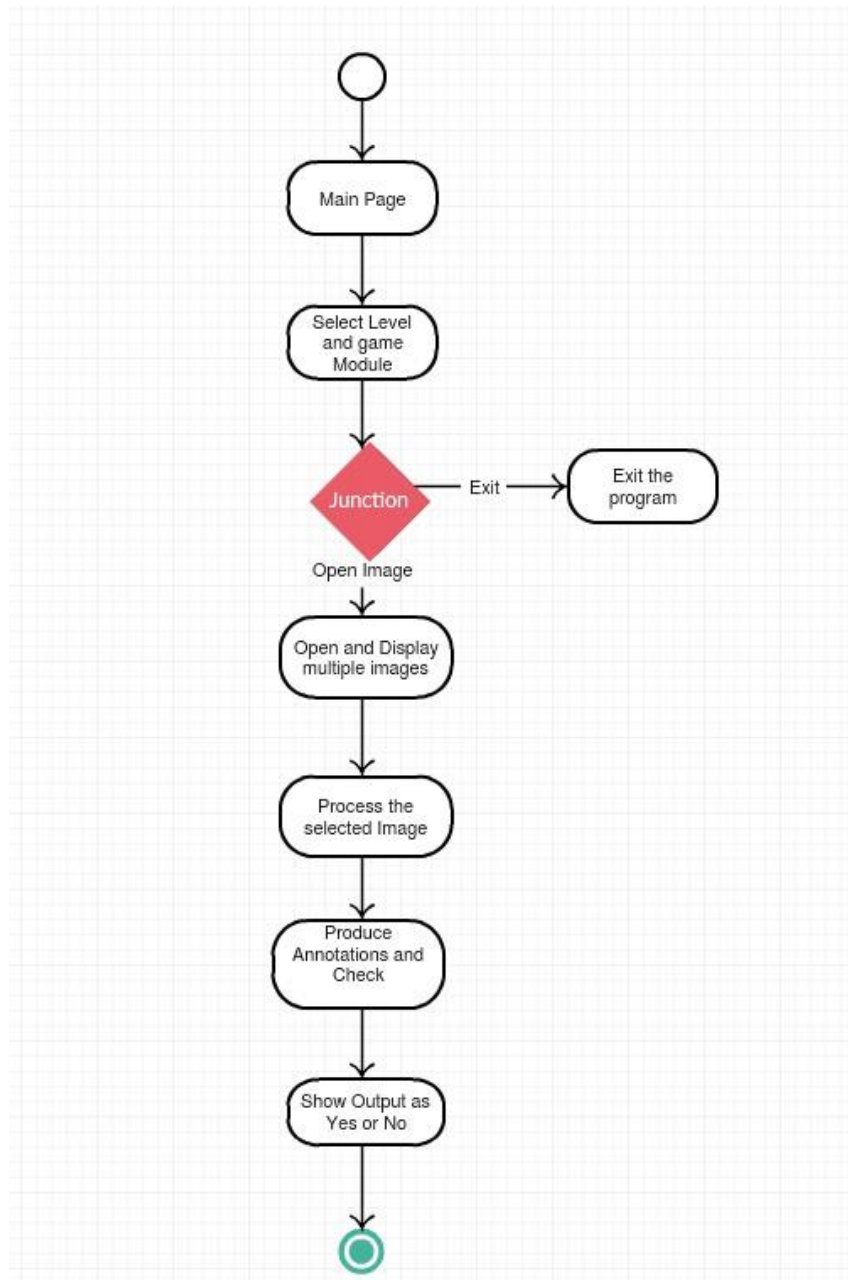 Main Page
Select Level
and game
Module
Junction
Exit
Exit the
program
Open Image
Open and Display
multiple images
Process the
selected Image
Produce
Annotations and
Check
Show Output as
Yes or No